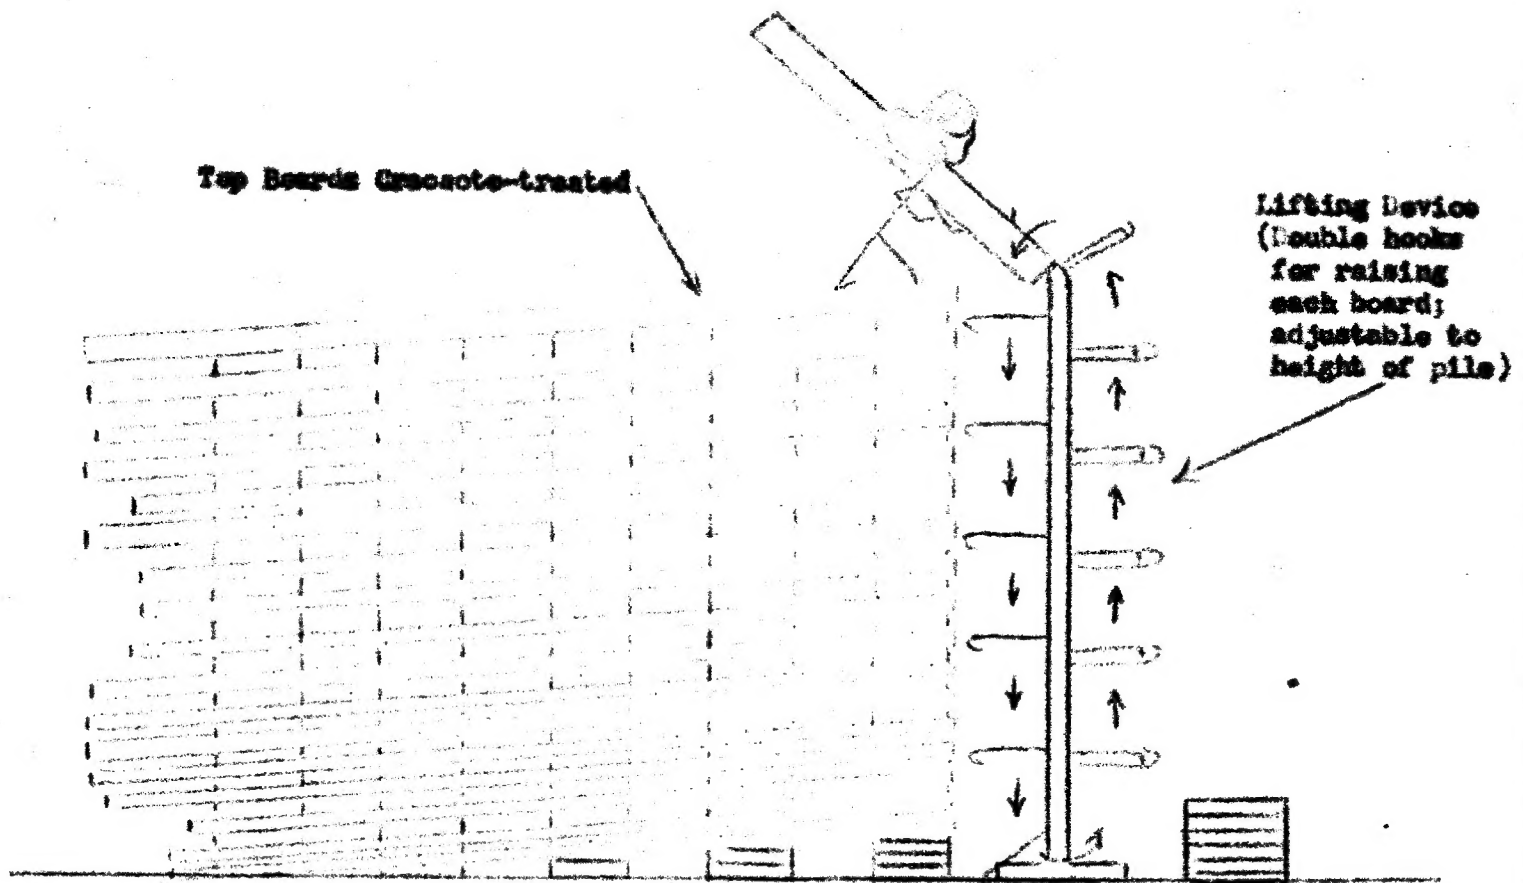 Top Boards Creosote-treated
Lifting Device
(Double hooks
for raising
each board;
adjustable to
height of pile)